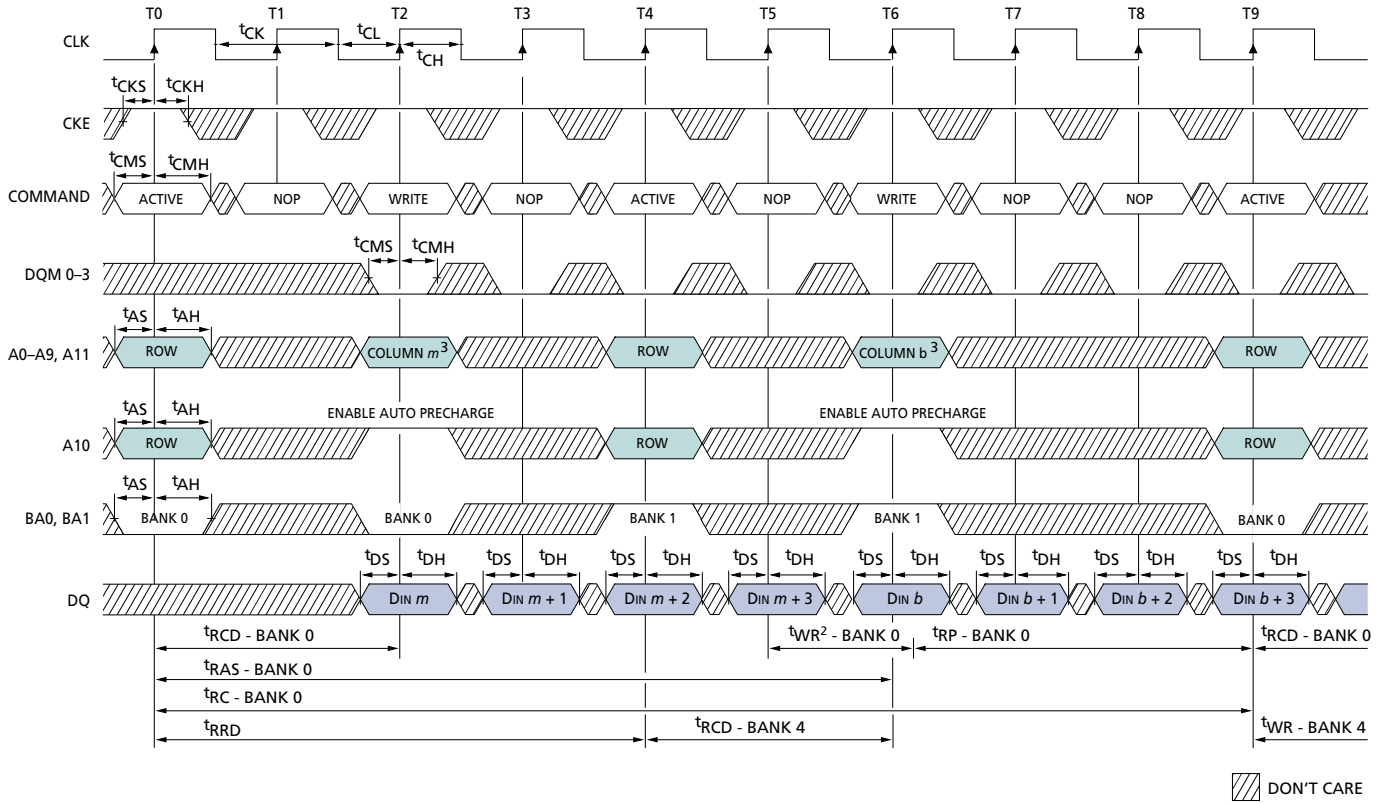 T0 T1 T2 T3 T4 T5 T6 T7 T8 T9
CLK tCK tCL tCH
tCKS tCKH
CKE
tCMS tCMH
COMMAND ACTIVE NOP WRITE NOP ACTIVE NOP WRITE NOP NOP ACTIVE
tCMS tCMH
DQM 0–3
tAS tAH
A0–A9, A11 ROW COLUMN m3 ROW COLUMN b3 ROW
tAS tAH ENABLE AUTO PRECHARGE ENABLE AUTO PRECHARGE
A10 ROW ROW ROW
tAS tAH
BA0, BA1 BANK 0 BANK 0 BANK 1 BANK 1 BANK 0
tDS tDH tDS tDH tDS tDH tDS tDH tDS tDH tDS tDH tDS tDH tDS tDH
DQ DIN m DIN m + 1 DIN m + 2 DIN m + 3 DIN b DIN b + 1 DIN b + 2 DIN b + 3
tRCD - BANK 0 tWR2 - BANK 0 tRP - BANK 0 tRCD - BANK 0
tRAS - BANK 0
tRC - BANK 0
tRRD tRCD - BANK 4 tWR - BANK 4
DON'T CARE